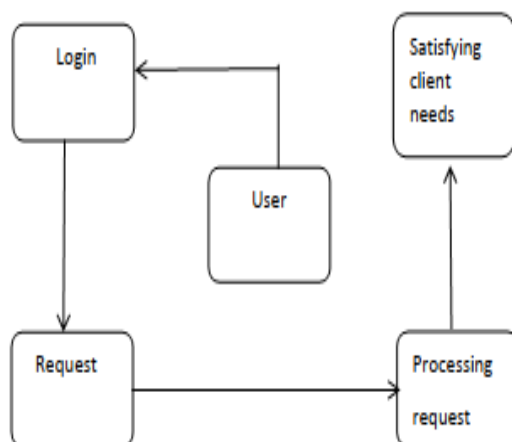 Login
Satisfying
client
needs
User
Request
Processing
request